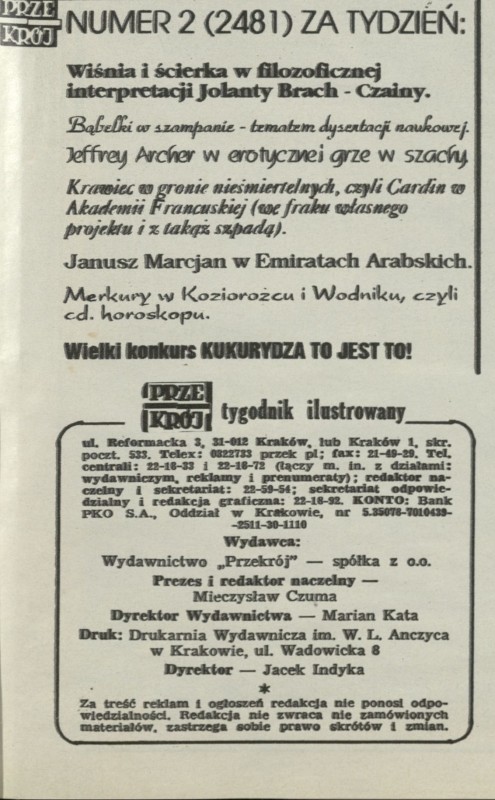 PRZE
KRÓJ
NUMER 2 (2481) ZA TYDZIEŃ:
Wiśnia i ścierka w filozoficznej
interpretacji Jolanty Brach - Czainy.
Bąbelki w szampanie - tematem dysertacji naukowej.
Jeffrey Archer w erotycznej grze w szachy.
Krawiec w gronie nieśmiertelnych, czyli Cardin w
Akademii Francuskiej (we fraku własnego
projektu i z takąż szpadą).
Janusz Marcjan w Emiratach Arabskich.
Merkury w Koziorożcu i Wodniku, czyli
cd. horoskopu.
Wielki konkurs KUKURYDZA TO JEST TO!
PRZE
KRÓJ
tygodnik ilustrowany
ul. Reformacka 3, 31-012 Kraków, lub Kraków 1, skr.
poczt. 533. Telex: 0322733 przek pl; fax: 21-49-29. Tel.
centrali: 22-16-33 i 22-16-72 (łączy m. in. z działami:
wydawniczym, reklamy i prenumeraty); redaktor na-
czelny i sekretariat: 22-59-54; sekretariat odpowie-
dzialny i redakcja graficzna: 22-16-92. KONTO: Bank
PKO S.A., Oddział w Krakowie, nr 5.35078-7010439-
-2511-30-1110
Wydawca:
Wydawnictwo „Przekrój" — spółka z o.o.
Prezes i redaktor naczelny —
Mieczysław Czuma
Dyrektor Wydawnictwa — Marian Kata
Druk: Drukarnia Wydawnicza im. W. L. Anczyca
w Krakowie, ul. Wadowicka 8
Dyrektor — Jacek Indyka
*
Za treść reklam i ogłoszeń redakcja nie ponosi odpo-
wiedzialności. Redakcja nie zwraca nie zamówionych
materiałów, zastrzega sobie prawo skrótów i zmian.